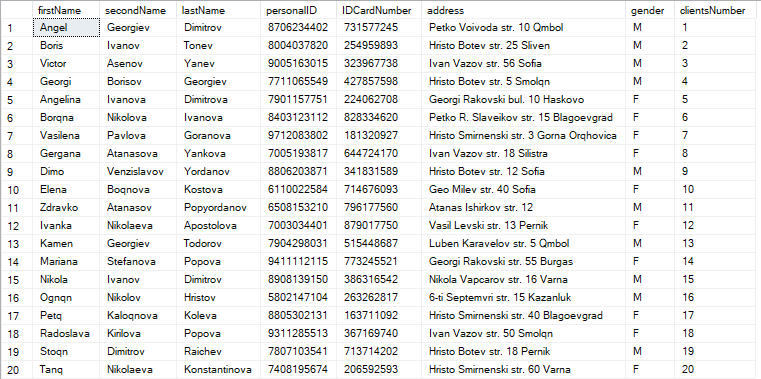 firstName secondName lastName personalID IDCardNumber address gender clientsNumber
1 Angel Georgiev Dimitrov 8706234402 731577245 Petko Voivoda str. 10 Qmbol M 1
2 Boris Ivanov Tonev 8004037820 254959893 Hristo Botev str. 25 Sliven M 2
3 Victor Asenov Yanev 9005163015 323967738 Ivan Vazov str. 56 Sofia M 3
4 Georgi Borisov Georgiev 7711065549 427857598 Hristo Botev str. 5 Smolqn M 4
5 Angelina Ivanova Dimitrova 7901157751 224062708 Georgi Rakovski bul. 10 Haskovo F 5
6 Borqna Nikolova Ivanova 8403123112 828334620 Petko R. Slaveikov str. 15 Blagoevgrad F 6
7 Vasilena Pavlova Goranova 9712083802 181320927 Hristo Smirnenski str. 3 Gorna Orqhovica F 7
8 Gergana Atanasova Yankova 7005193817 644724170 Ivan Vazov str. 18 Silistra F 8
9 Dimo Venzislavov Yordanov 8806203871 341831589 Hristo Botev str. 12 Sofia M 9
10 Elena Boqnova Kostova 6110022584 714676093 Geo Milev str. 40 Sofia F 10
11 Zdravko Atanasov Popyordanov 6508153210 796177560 Atanas Ishirkov str. 12 M 11
12 Ivanka Nikolaeva Apostolova 7003034401 879017750 Vasil Levski str. 13 Pernik F 12
13 Kamen Georgiev Todorov 7904298031 515448687 Luben Karavelov str. 5 Qmbol M 13
14 Mariana Stefanova Popova 9411112115 773245521 Georgi Rakovski str. 55 Burgas F 14
15 Nikola Ivanov Dimitrov 8908139150 386316542 Nikola Vapcarov str. 16 Varna M 15
16 Ognqn Nikolov Hristov 5802147104 263262817 6-ti Septemvri str. 15 Kazanluk M 16
17 Petq Kaloqnova Koleva 8805302131 163711092 Hristo Smirnenski str. 40 Blagoevgrad F 17
18 Radoslava Kirilova Popova 9311285513 367169740 Ivan Vazov str. 50 Smolqn F 18
19 Stoqn Dimitrov Raichev 7807103541 713714202 Hristo Botev str. 18 Pernik M 19
20 Tanq Nikolaeva Konstantinova 7408195674 206592593 Hristo Smirnenski str. 60 Varna F 20